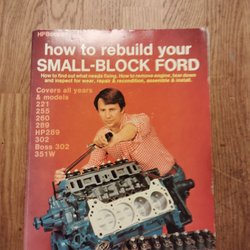 HPBooks
how to rebuild your
SMALL-BLOCK FORD
How to find out what needs fixing. How to remove engine, tear down
and inspect for wear, repair & recondition, assemble & install.
Covers all years
& models
221
255
260
289
HP289
302
Boss 302
351W